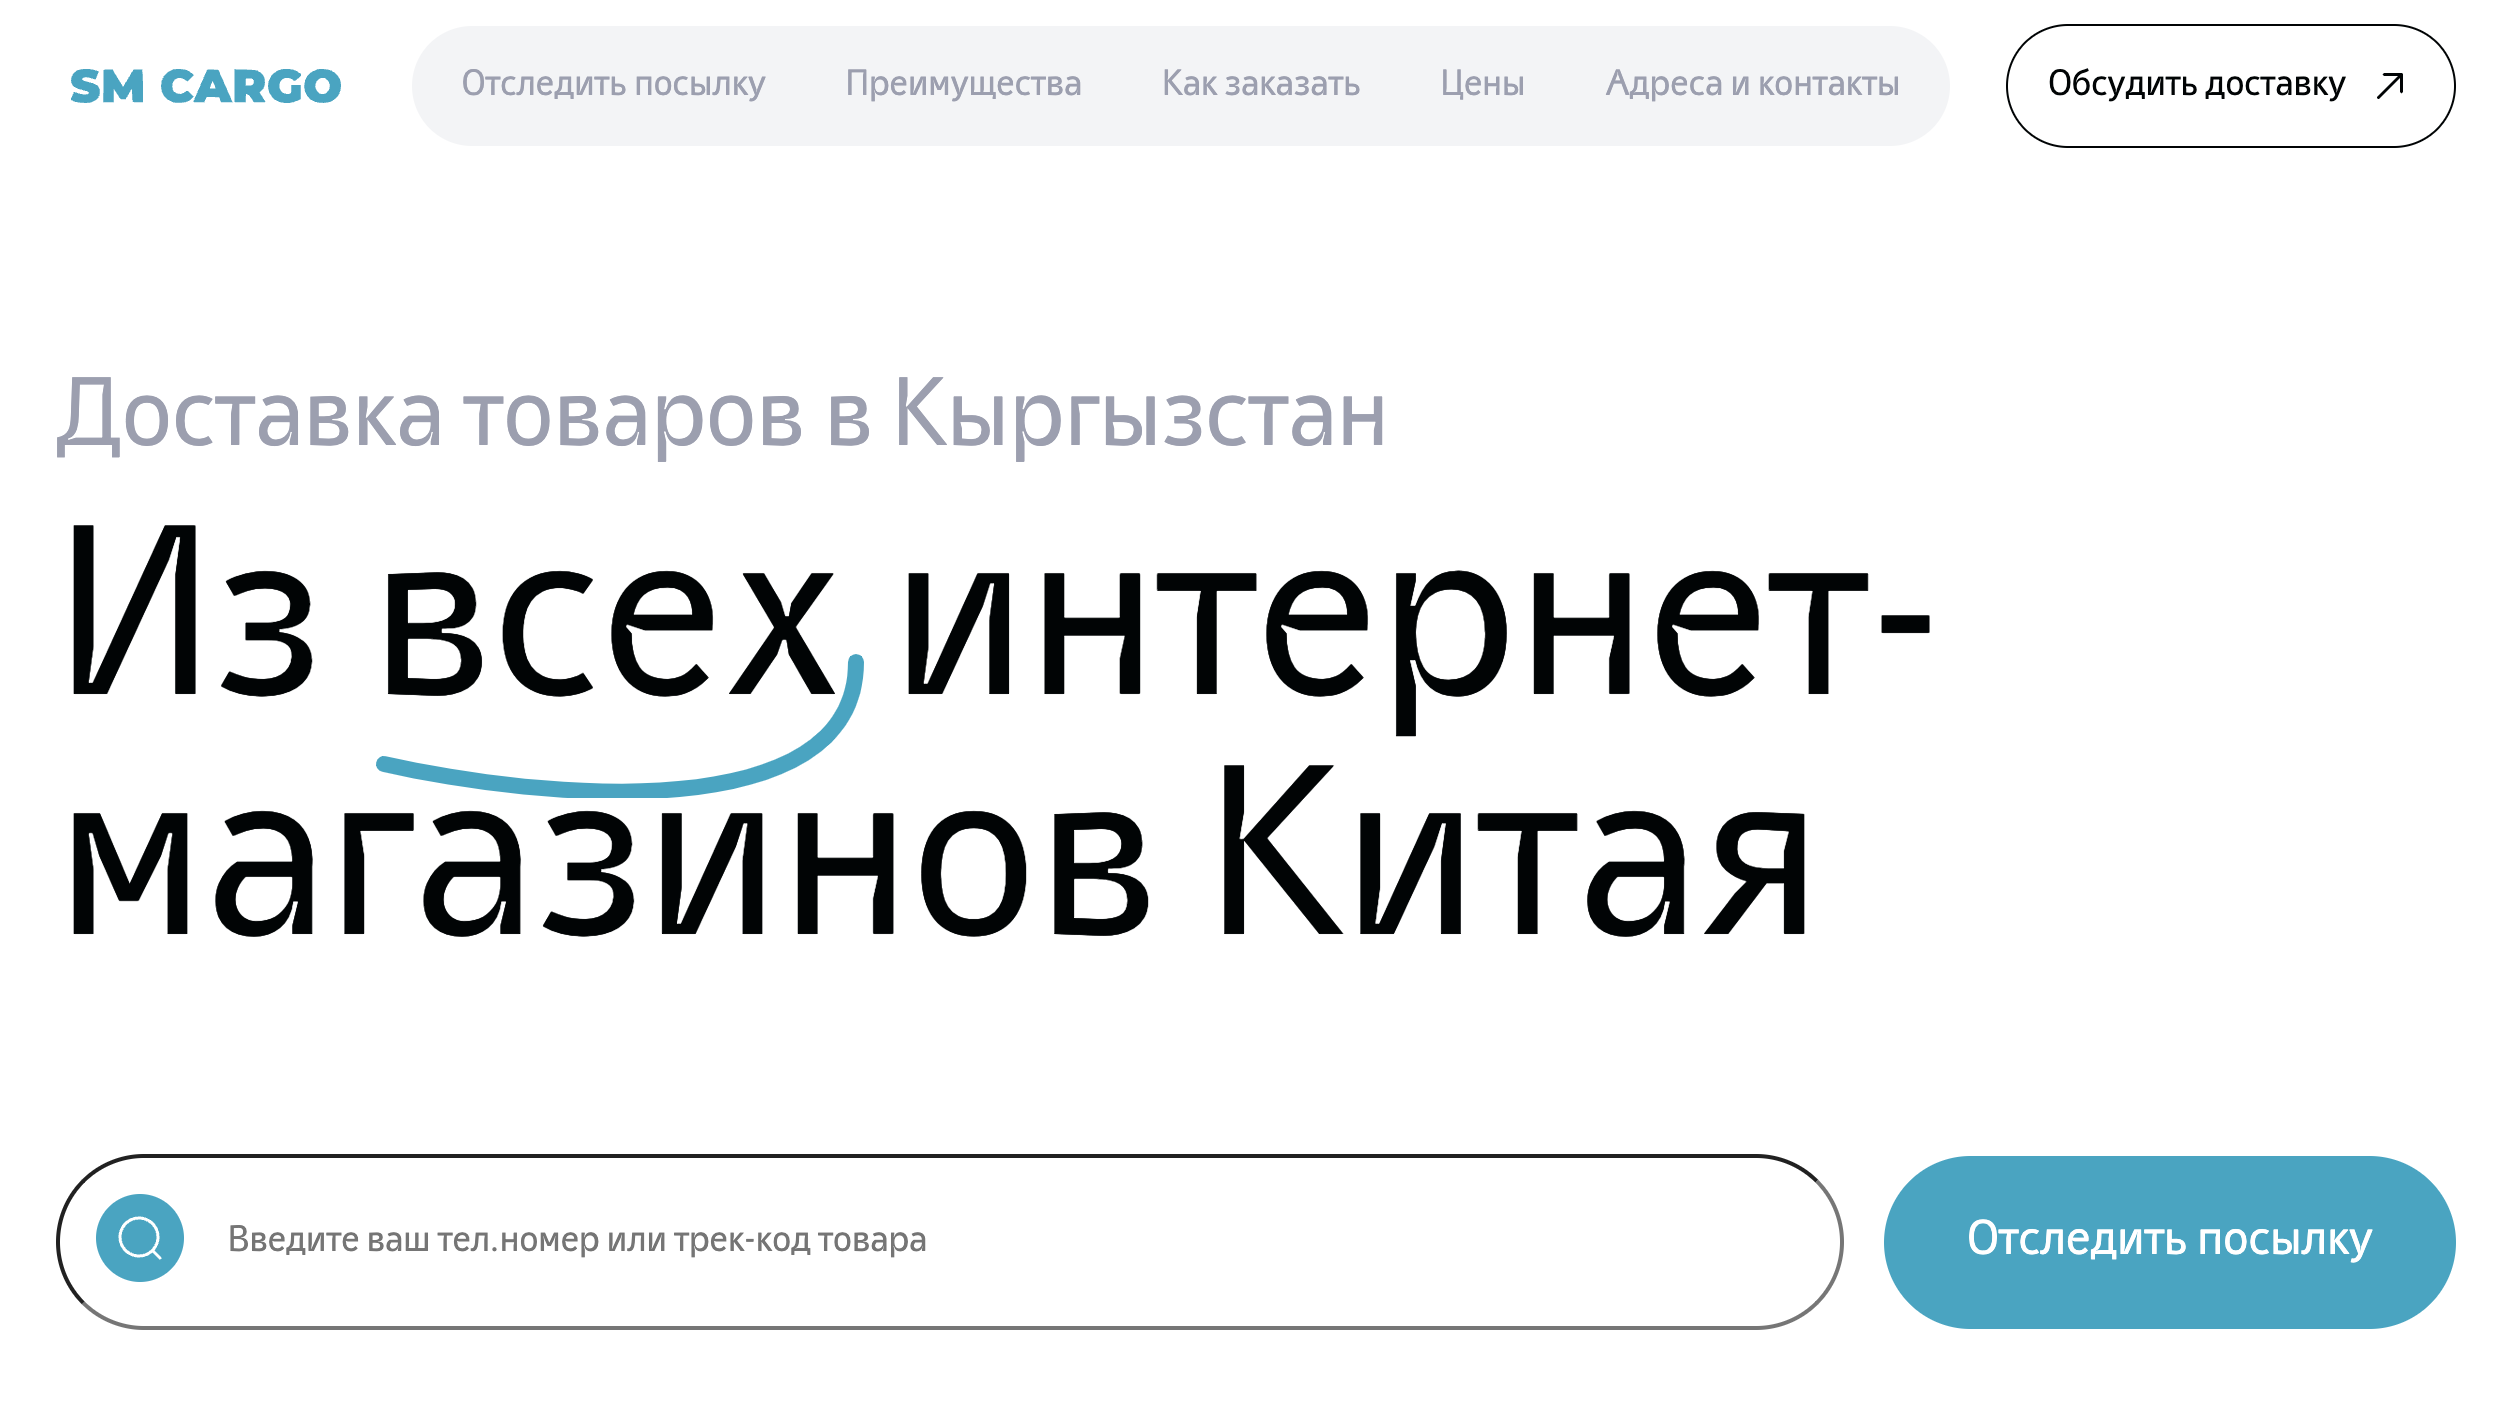 SM CARGO
Отследить посылку
Преимущества
Как заказать
Цены
Адреса и контакты
Обсудить доставку
Доставка товаров в Кыргызстан
Из всех интернет-
магазинов Китая
Введите ваш тел.номер или трек-код товара
Отследить посылку